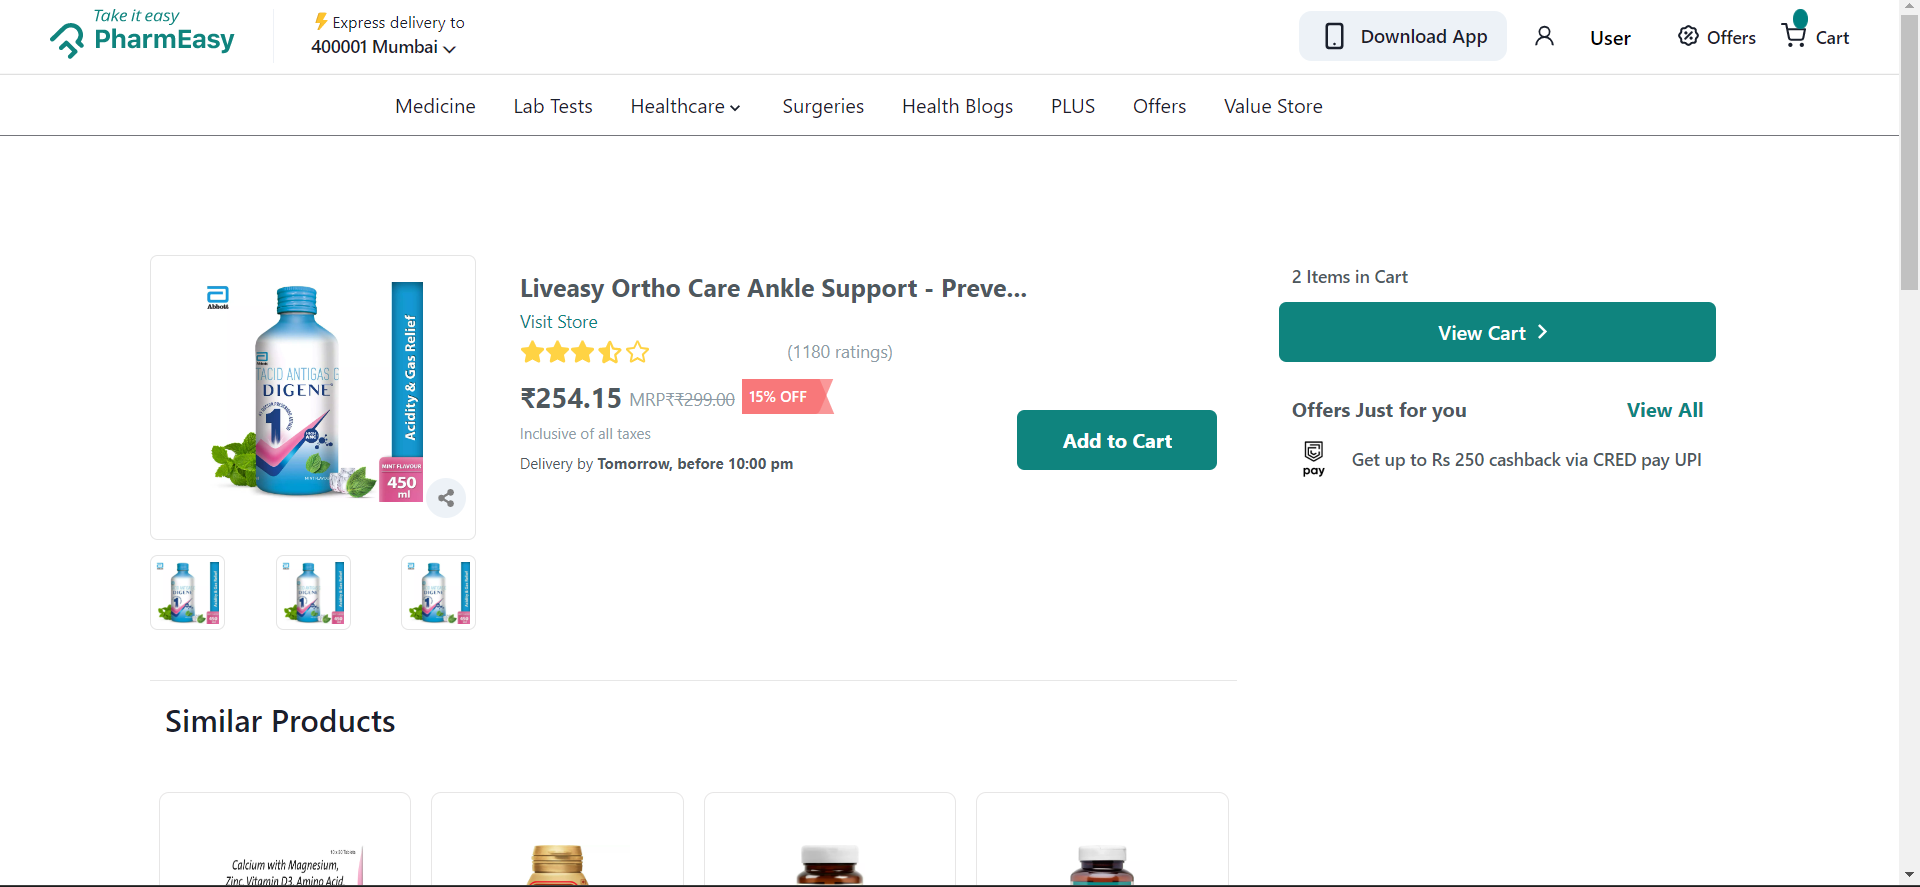 Take it easy
PharmEasy
Express delivery to
400001 Mumbai
Download App
User
Offers
Cart
Medicine
Lab Tests
Healthcare
Surgeries
Health Blogs
PLUS
Offers
Value Store
Abbott
TACID ANTIGAS G
DIGENE
1
Acidity & Gas Relief
MINT FLAVOUR
450
ml
Liveasy Ortho Care Ankle Support - Preve...
Visit Store
(1180 ratings)
₹254.15 MRP₹₹299.00 15% OFF
Inclusive of all taxes
Delivery by Tomorrow, before 10:00 pm
Add to Cart
2 Items in Cart
View Cart
Offers Just for you
View All
pay
Get up to Rs 250 cashback via CRED pay UPI
Similar Products
Calcium with Magnesium,
Zinc, Vitamin D3, Amino Acid,